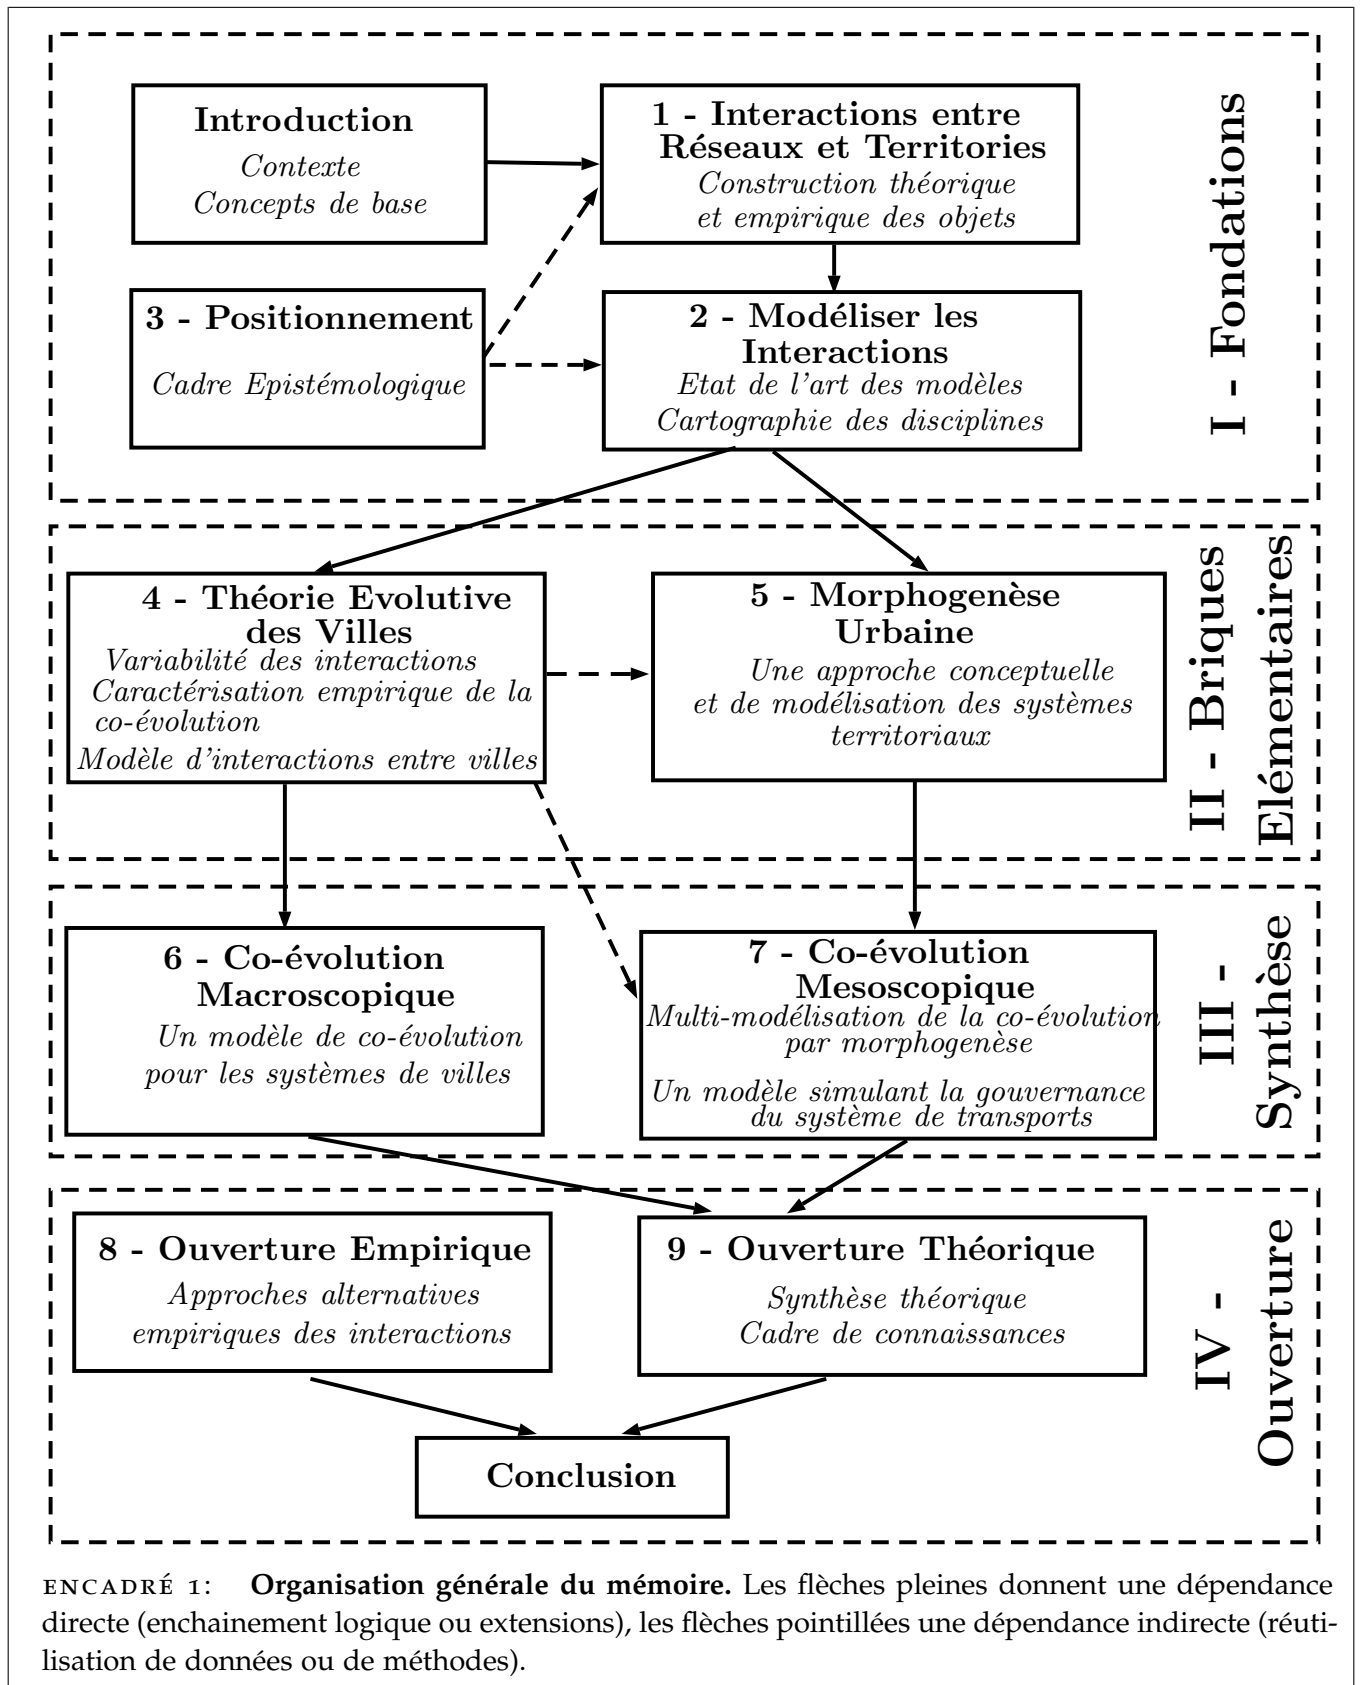 Introduction
Contexte
Concepts de base
1 - Interactions entre
Réseaux et Territories
Construction théorique
et empirique des objets
3 - Positionnement
Cadre Epistémologique
2 - Modéliser les
Interactions
Etat de l'art des modèles
Cartographie des disciplines
I - Fondations
4 - Théorie Evolutive
des Villes
Variabilité des interactions
Caractérisation empirique de la
co-évolution
Modèle d'interactions entre villes
5 - Morphogenèse
Urbaine
Une approche conceptuelle
et de modélisation des systèmes
territoriaux
II - Briques
Elémentaires
6 - Co-évolution
Macroscopique
Un modèle de co-évolution
pour les systèmes de villes
7 - Co-évolution
Mesoscopique
Multi-modélisation de la co-évolution
par morphogenèse
Un modèle simulant la gouvernance
du système de transports
III -
Synthèse
8 - Ouverture Empirique
Approches alternatives
empiriques des interactions
9 - Ouverture Théorique
Synthèse théorique
Cadre de connaissances
IV -
Ouverture
Conclusion
ENCADRÉ 1: Organisation générale du mémoire. Les flèches pleines donnent une dépendance
directe (enchainement logique ou extensions), les flèches pointillées une dépendance indirecte (réuti-
lisation de données ou de méthodes).